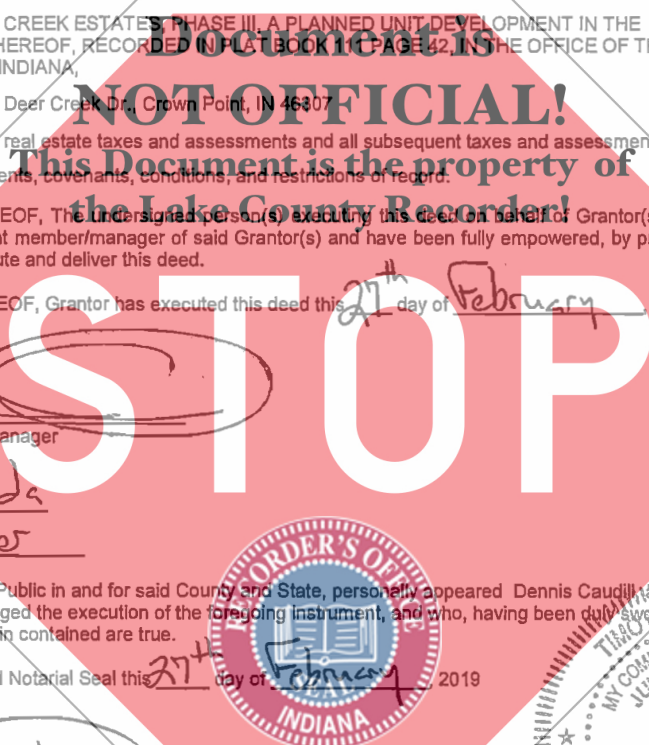 CREEK ESTATES, PHASE III, A PLANNED UNIT DEVELOPMENT IN THE
Document is
HEREOF, RECORDED IN PLAT BOOK 111 PAGE 42, IN THE OFFICE OF
INDIANA,
NOT OFFICIAL!
Deer Creek Dr., Crown Point, IN 46307
real estate taxes and assessments and all subsequent taxes and
This Document is the property of
covenants, conditions, and restrictions of record.
the Lake County Recorder!
EOF, The undersigned person(s) executing this deed on behalf of Grantor(s
member/manager of said Grantor(s) and have been fully empowered, by
and deliver this deed.
EOF, Grantor has executed this deed this 27th day of February
STOP
anager
RECORDER'S OFFICE
Public in and for said County and State, personally appeared Dennis Caudill
the execution of the foregoing instrument, and who, having been duly
in contained are true.
SEAL
Notarial Seal this 27th day of February, 2019
INDIANA
MY